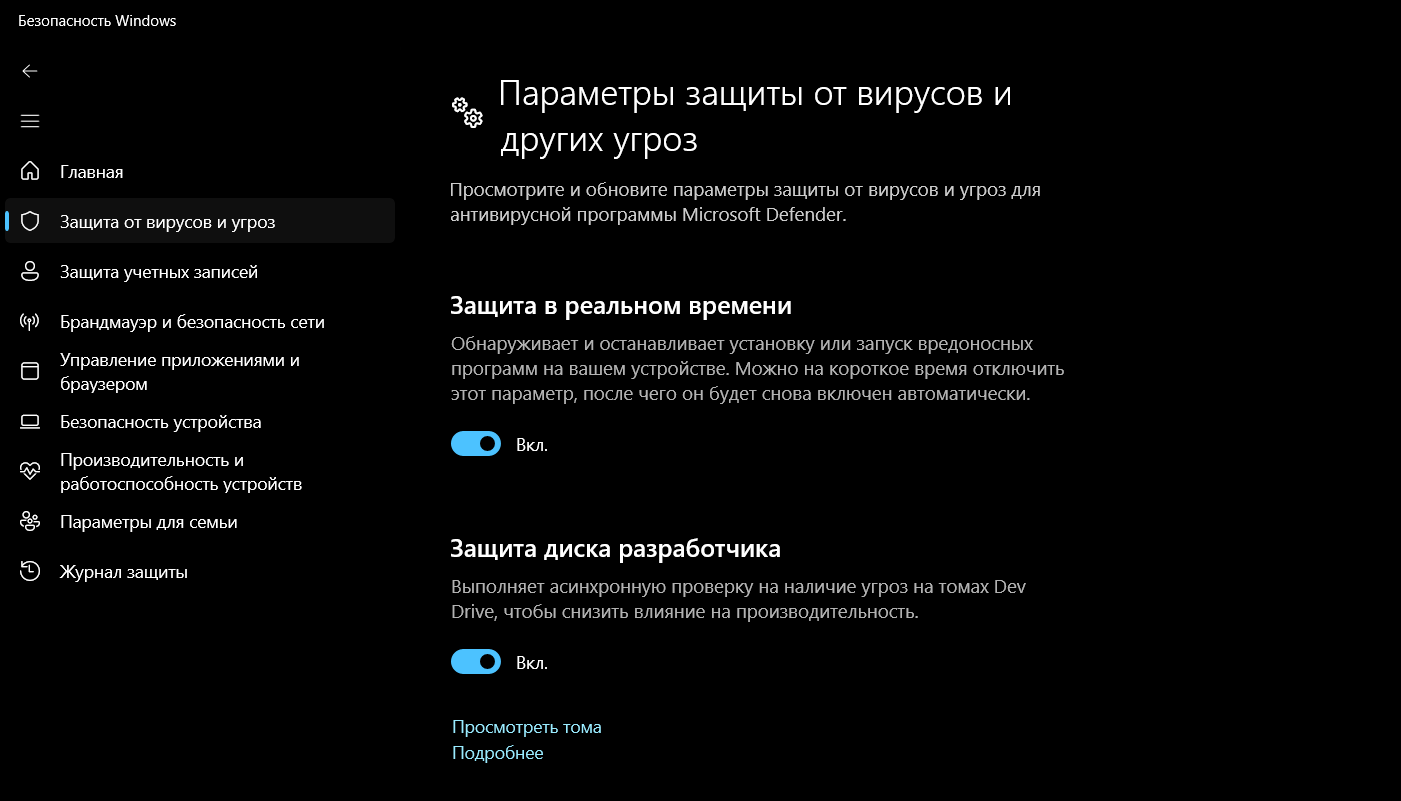 Безопасность Windows
Главная
Защита от вирусов и угроз
Защита учетных записей
Брандмауэр и безопасность сети
Управление приложениями и
браузером
Безопасность устройства
Производительность и
работоспособность устройств
Параметры для семьи
Журнал защиты
Параметры защиты от вирусов и
других угроз
Просмотрите и обновите параметры защиты от вирусов и угроз для
антивирусной программы Microsoft Defender.
Защита в реальном времени
Обнаруживает и останавливает установку или запуск вредоносных
программ на вашем устройстве. Можно на короткое время отключить
этот параметр, после чего он будет снова включен автоматически.
Вкл.
Защита диска разработчика
Выполняет асинхронную проверку на наличие угроз на томах Dev
Drive, чтобы снизить влияние на производительность.
Вкл.
Просмотреть тома
Подробнее